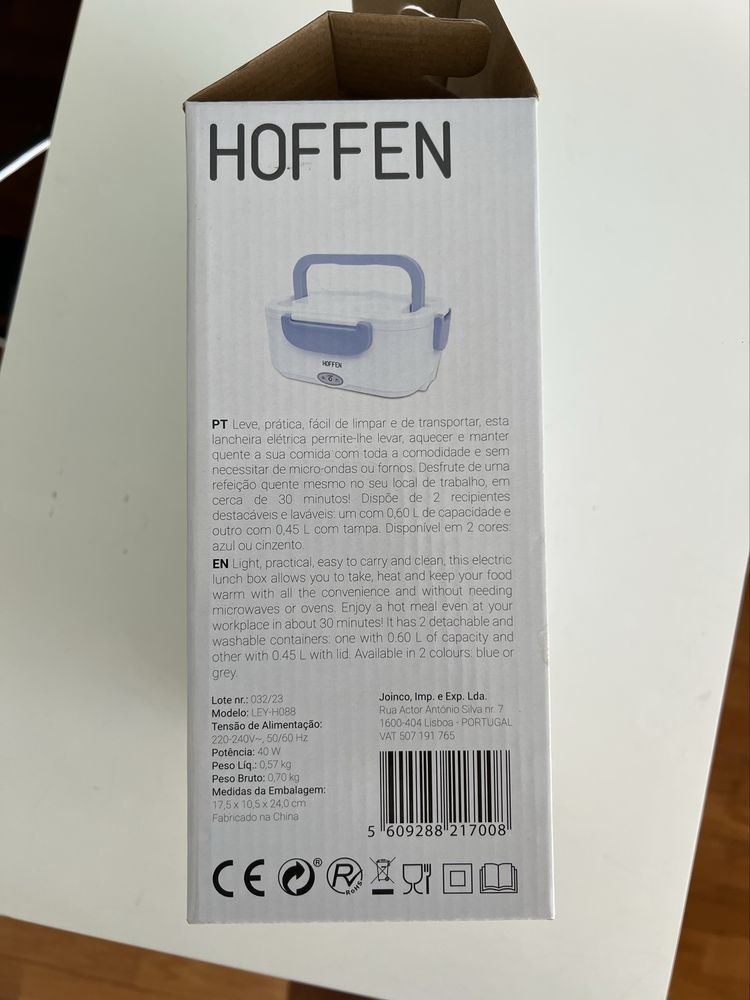 HOFFEN
HOFFEN
PT Leve, prática, fácil de limpar e de transportar, esta
lancheira elétrica permite-lhe levar, aquecer e manter
quente a sua comida com toda a comodidade e sem
necessitar de micro-ondas ou fornos. Desfrute de uma
refeição quente mesmo no seu local de trabalho, em
cerca de 30 minutos! Dispõe de 2 recipientes
destacáveis e laváveis: um com 0,60 L de capacidade e
outro com 0,45 L com tampa. Disponível em 2 cores:
azul ou cinzento.
EN Light, practical, easy to carry and clean, this electric
lunch box allows you to take, heat and keep your food
warm with all the convenience and without needing
microwaves or ovens. Enjoy a hot meal even at your
workplace in about 30 minutes! It has 2 detachable and
washable containers: one with 0.60 L of capacity and
other with 0.45 L with lid. Available in 2 colours: blue or
grey.
Lote nr.: 032/23
Modelo: LEY-H088
Tensão de Alimentação:
220-240V~, 50/60 Hz
Potência: 40 W
Peso Líq.: 0,57 kg
Peso Bruto: 0,70 kg
Medidas da Embalagem:
17,5 x 10,5 x 24,0 cm
Fabricado na China
Joinco, Imp. e Exp. Lda.
Rua Actor António Silva nr. 7
1600-404 Lisboa - PORTUGAL
VAT 507 191 765
5 609288 217008
CE ® RoHS